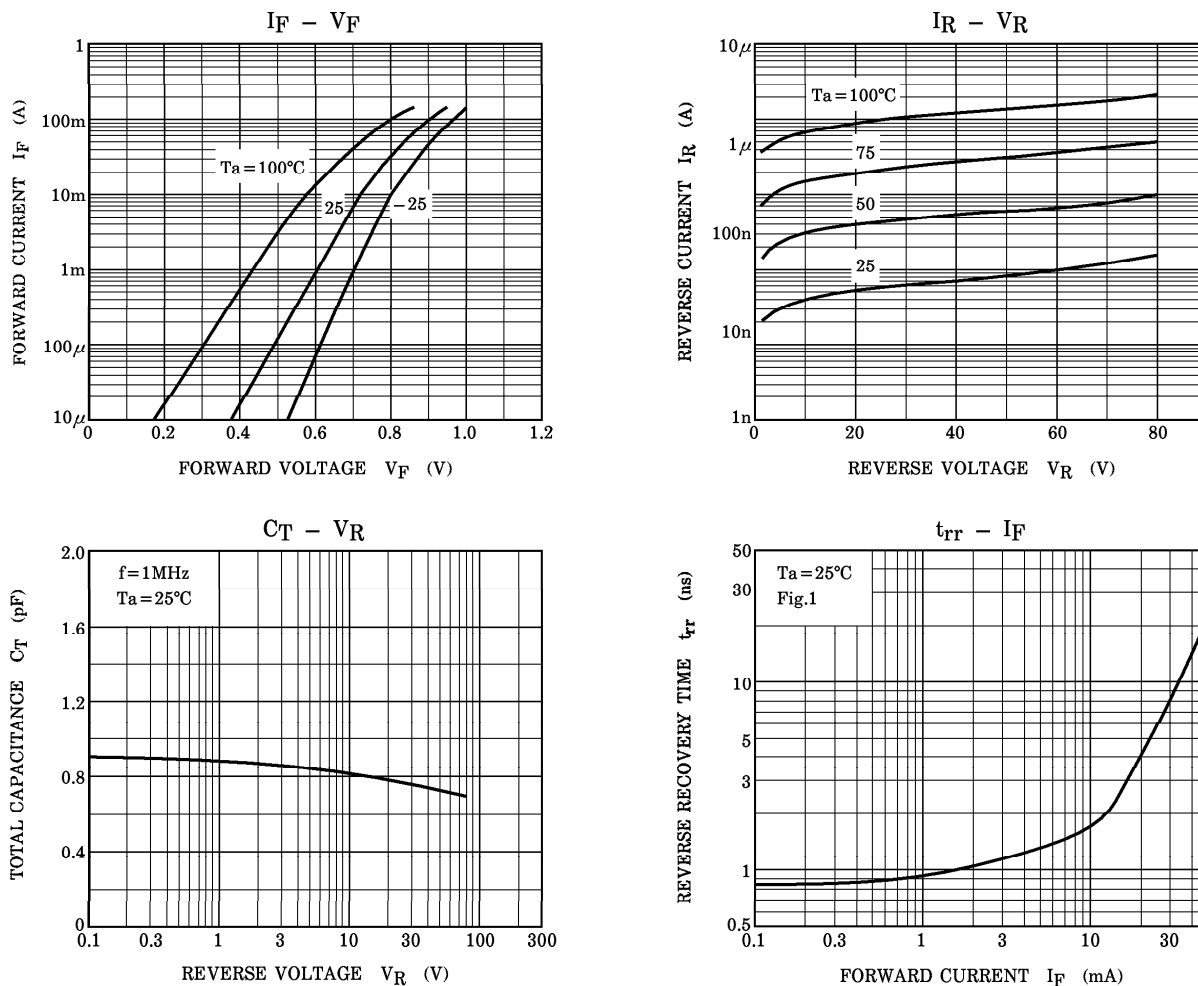 IF – VF
1
100m
10m
1m
100μ
10μ
0 0.2 0.4 0.6 0.8 1.0 1.2
Ta=100°C
25
−25
FORWARD CURRENT IF (A)
FORWARD VOLTAGE VF (V)
IR – VR
10μ
1μ
100n
10n
1n
0 20 40 60 80
Ta=100°C
75
50
25
REVERSE CURRENT IR (A)
REVERSE VOLTAGE VR (V)
CT – VR
f=1MHz
Ta=25°C
2.0
1.6
1.2
0.8
0.4
0
0.1 0.3 1 3 10 30 100 300
TOTAL CAPACITANCE CT (pF)
REVERSE VOLTAGE VR (V)
trr – IF
Ta=25°C
Fig.1
50
30
10
5
3
1
0.5
0.1 0.3 1 3 10 30
REVERSE RECOVERY TIME trr (ns)
FORWARD CURRENT IF (mA)